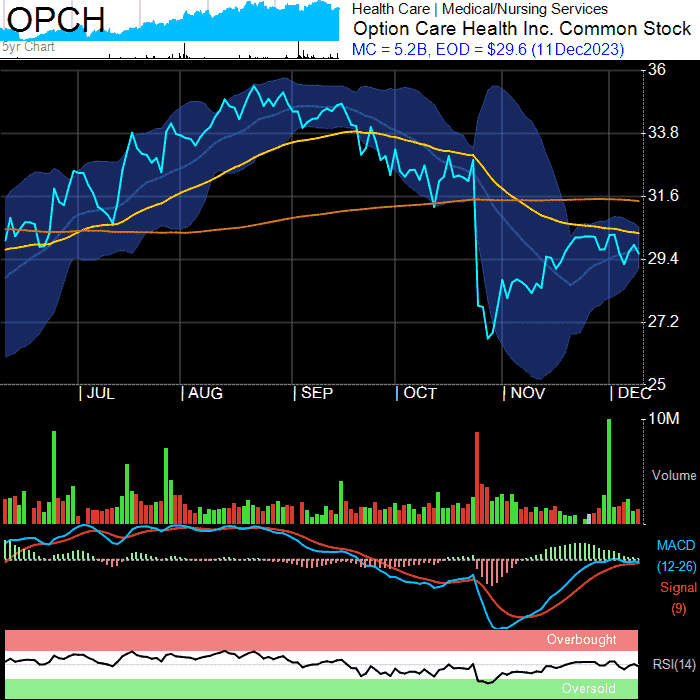 OPCH
5yr Chart
Health Care | Medical/Nursing Services
Option Care Health Inc. Common Stock
MC = 5.2B, EOD = $29.6 (11Dec2023)
36
33.8
31.6
29.4
27.2
25
| JUL | AUG | SEP | OCT | NOV | DEC
10M
Volume
MACD
(12-26)
Signal
(9)
Overbought
RSI(14)
Oversold